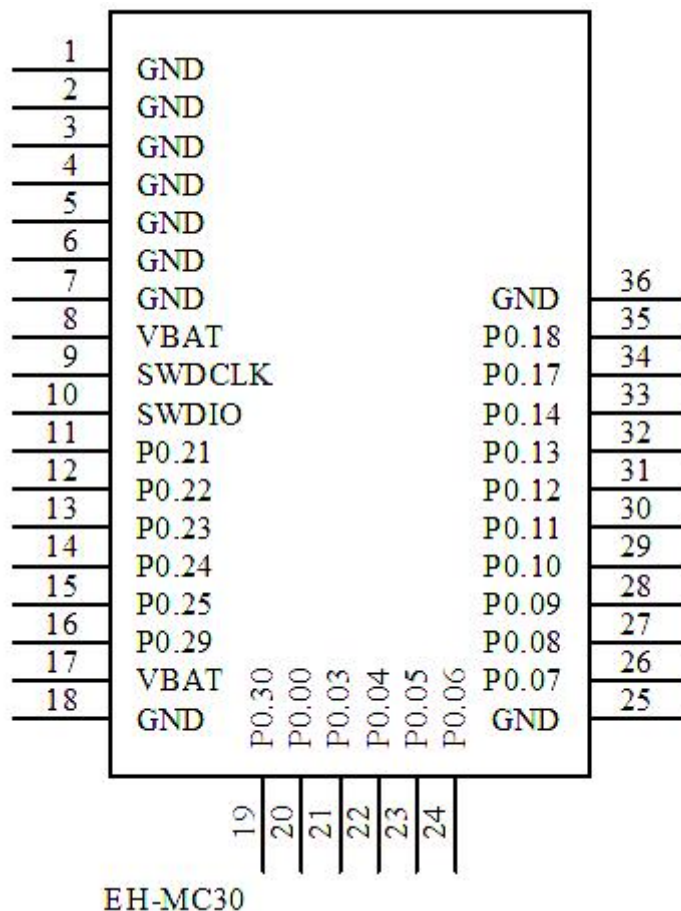 1 GND
2 GND
3 GND
4 GND
5 GND
6 GND
7 GND GND 36
8 VBAT P0.18 35
9 SWDCLK P0.17 34
10 SWDIO P0.14 33
11 P0.21 P0.13 32
12 P0.22 P0.12 31
13 P0.23 P0.11 30
14 P0.24 P0.10 29
15 P0.25 P0.09 28
16 P0.29 P0.08 27
17 VBAT P0.07 26
18 GND GND 25
P0.30 P0.00 P0.03 P0.04 P0.05 P0.06
19 20 21 22 23 24
EH-MC30